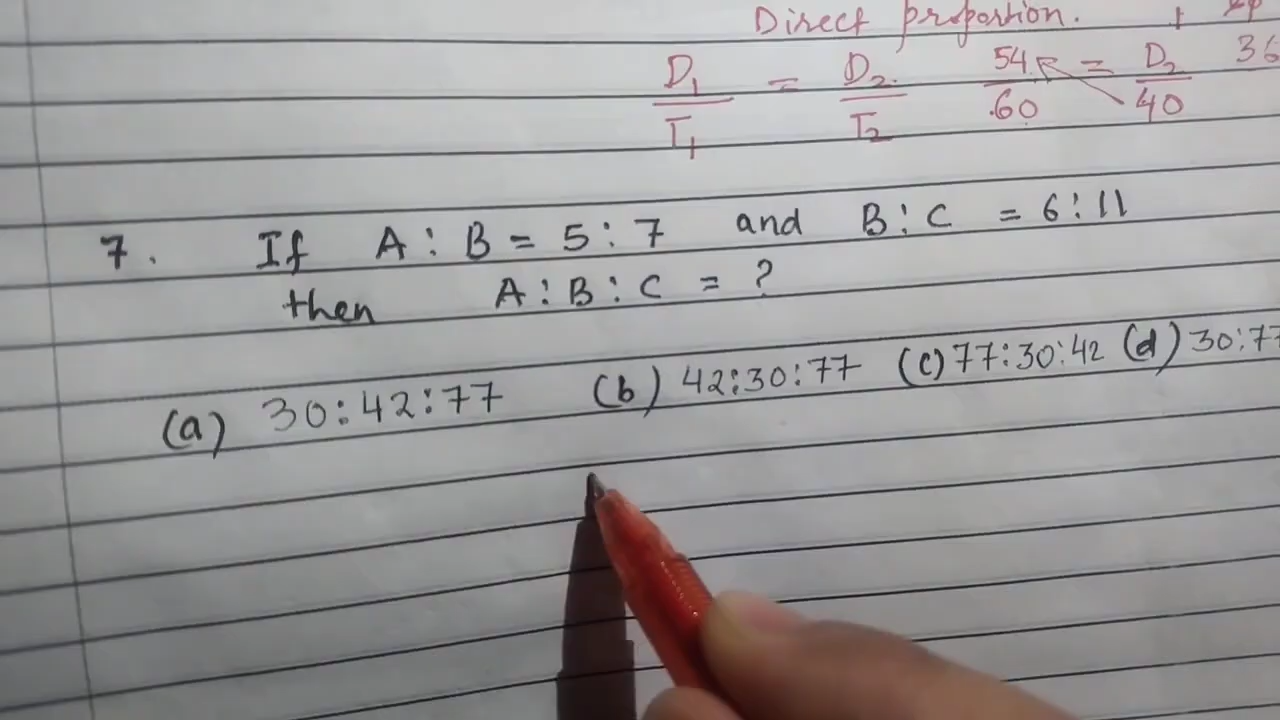 Direct proportion.
D1/T1 = D2/T2 54/60 = D2/40 36
7. If A:B = 5:7 and B:C = 6:11
then A:B:C = ?
(a) 30:42:77 (b) 42:30:77 (c) 77:30:42 (d) 30:77